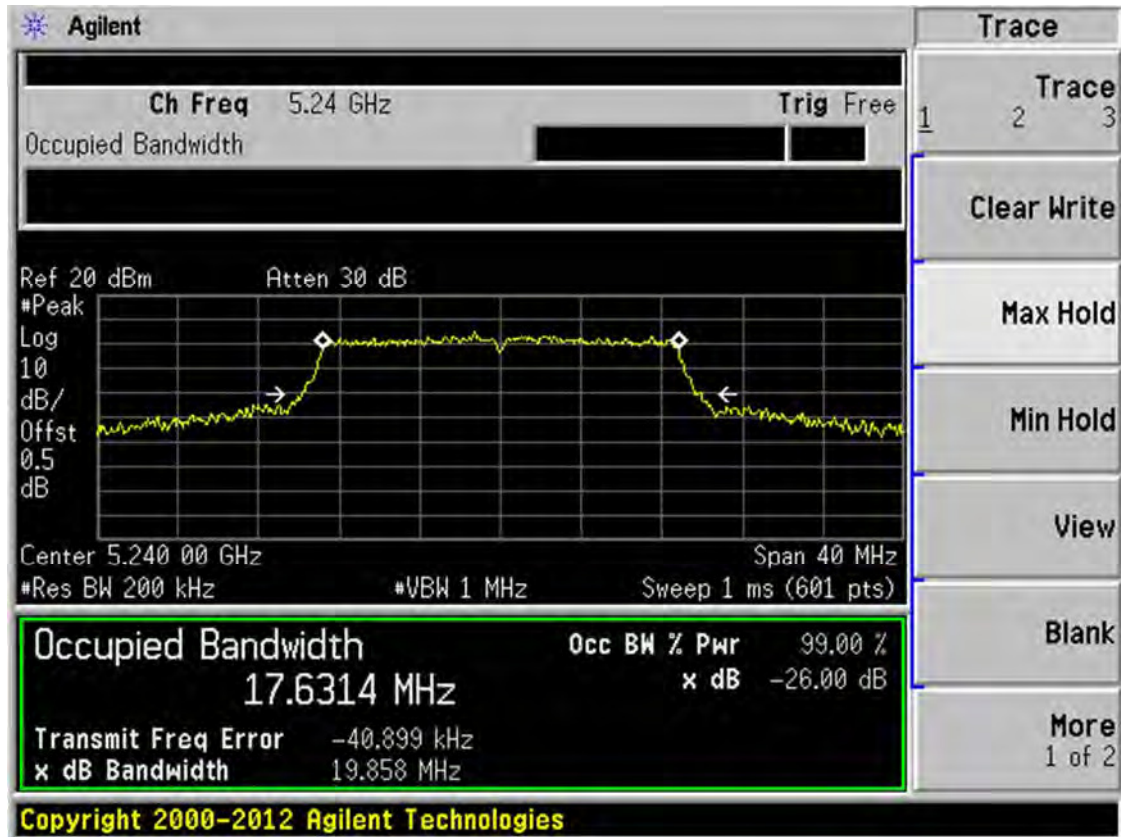 Agilent
Trace
Ch Freq 5.24 GHz Trig Free
Occupied Bandwidth
Trace
1 2 3
Clear Write
Max Hold
Min Hold
View
Blank
More
1 of 2
Ref 20 dBm Atten 30 dB
#Peak
Log
10
dB/
Offst
0.5
dB
Center 5.240 00 GHz Span 40 MHz
#Res BW 200 kHz #VBW 1 MHz Sweep 1 ms (601 pts)
Occupied Bandwidth Occ BW % Pwr 99.00 %
17.6314 MHz x dB -26.00 dB
Transmit Freq Error -40.899 kHz
x dB Bandwidth 19.858 MHz
Copyright 2000-2012 Agilent Technologies